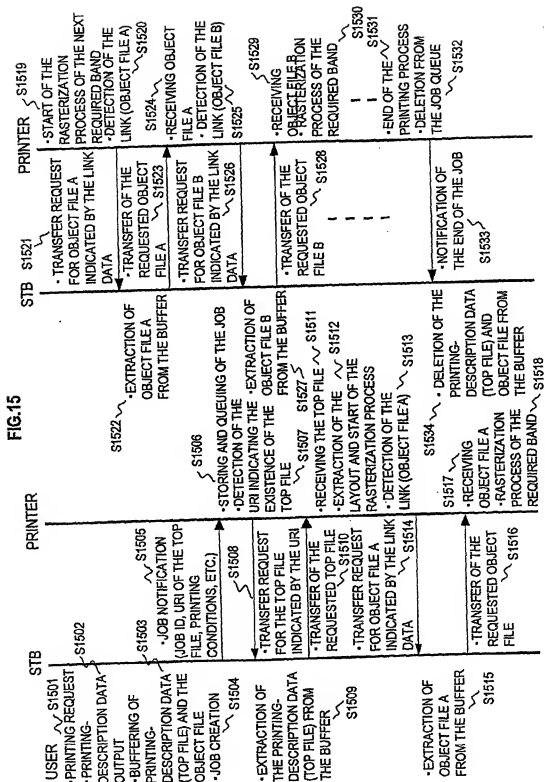 FIG.15
STB
PRINTER
USER S1501
•PRINTING REQUEST
S1502
•PRINTING-
DESCRIPTION DATA
OUTPUT
S1503
•BUFFERING OF
PRINTING-
DESCRIPTION DATA
(TOP FILE) AND THE
OBJECT FILE
•JOB CREATION
S1504
S1505
•JOB NOTIFICATION
(JOB ID, URI OF THE TOP
FILE, PRINTING
CONDITIONS, ETC.)
S1506
•STORING AND QUEUING OF THE JOB
•DETECTION OF THE
URI INDICATING THE
EXISTENCE OF THE
TOP FILE
S1507
S1508
•TRANSFER REQUEST
FOR THE TOP FILE
INDICATED BY THE URI
•EXTRACTION OF
THE PRINTING-
DESCRIPTION DATA
(TOP FILE) FROM
THE BUFFER
S1509
•TRANSFER OF THE
REQUESTED TOP FILE
S1510
S1511
•RECEIVING THE TOP FILE
S1512
•EXTRACTION OF THE
LAYOUT AND START OF THE
RASTERIZATION PROCESS
•DETECTION OF THE
LINK (OBJECT FILE A)
S1513
•TRANSFER REQUEST
FOR OBJECT FILE A
INDICATED BY THE LINK
DATA
S1514
•EXTRACTION OF
OBJECT FILE A
FROM THE BUFFER
S1515
•TRANSFER OF THE
REQUESTED OBJECT
FILE
S1516
S1517
•RECEIVING
OBJECT FILE A
•RASTERIZATION
PROCESS OF THE
REQUIRED BAND
S1518
STB
PRINTER
S1519
•START OF THE
RASTERIZATION
PROCESS OF THE NEXT
REQUIRED BAND
•DETECTION OF THE
LINK (OBJECT FILE A)
S1520
S1521
•TRANSFER REQUEST
FOR OBJECT FILE A
INDICATED BY THE LINK
DATA
S1522
•EXTRACTION OF
OBJECT FILE A
FROM THE BUFFER
•TRANSFER OF THE
REQUESTED OBJECT
FILE A
S1523
S1524
•RECEIVING OBJECT
FILE A
•DETECTION OF THE
LINK (OBJECT FILE B)
S1525
•TRANSFER REQUEST
FOR OBJECT FILE B
INDICATED BY THE LINK
DATA
S1526
•EXTRACTION OF
OBJECT FILE B
FROM THE BUFFER
S1527
•TRANSFER OF THE
REQUESTED OBJECT
FILE B
S1528
S1529
•RECEIVING
OBJECT FILE B
•RASTERIZATION
PROCESS OF THE
REQUIRED BAND
S1530
S1531
•END OF THE
PRINTING PROCESS
•DELETION FROM
THE JOB QUEUE
S1532
•NOTIFICATION OF
THE END OF THE JOB
S1533
S1534
•DELETION OF THE
PRINTING-
DESCRIPTION DATA
(TOP FILE) AND
OBJECT FILE FROM
THE BUFFER